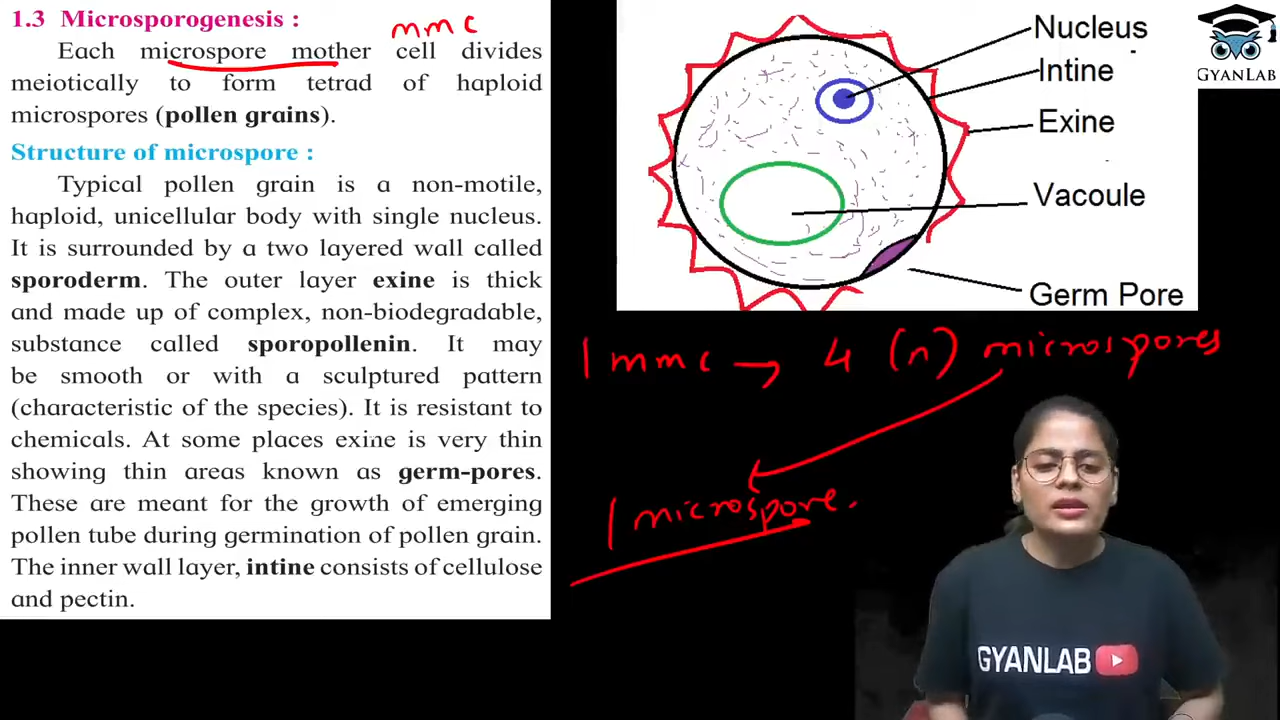 1.3 Microsporogenesis :
mmc
Each microspore mother cell divides
meiotically to form tetrad of haploid
microspores (pollen grains).
Structure of microspore :
Typical pollen grain is a non-motile,
haploid, unicellular body with single nucleus.
It is surrounded by a two layered wall called
sporoderm. The outer layer exine is thick
and made up of complex, non-biodegradable,
substance called sporopollenin. It may
be smooth or with a sculptured pattern
(characteristic of the species). It is resistant to
chemicals. At some places exine is very thin
showing thin areas known as germ-pores.
These are meant for the growth of emerging
pollen tube during germination of pollen grain.
The inner wall layer, intine consists of cellulose
and pectin.
Nucleus
Intine
Exine
Vacoule
Germ Pore
GYANLAB
1 mmc → 4 (n) microspores
1 microspore.
GYANLAB